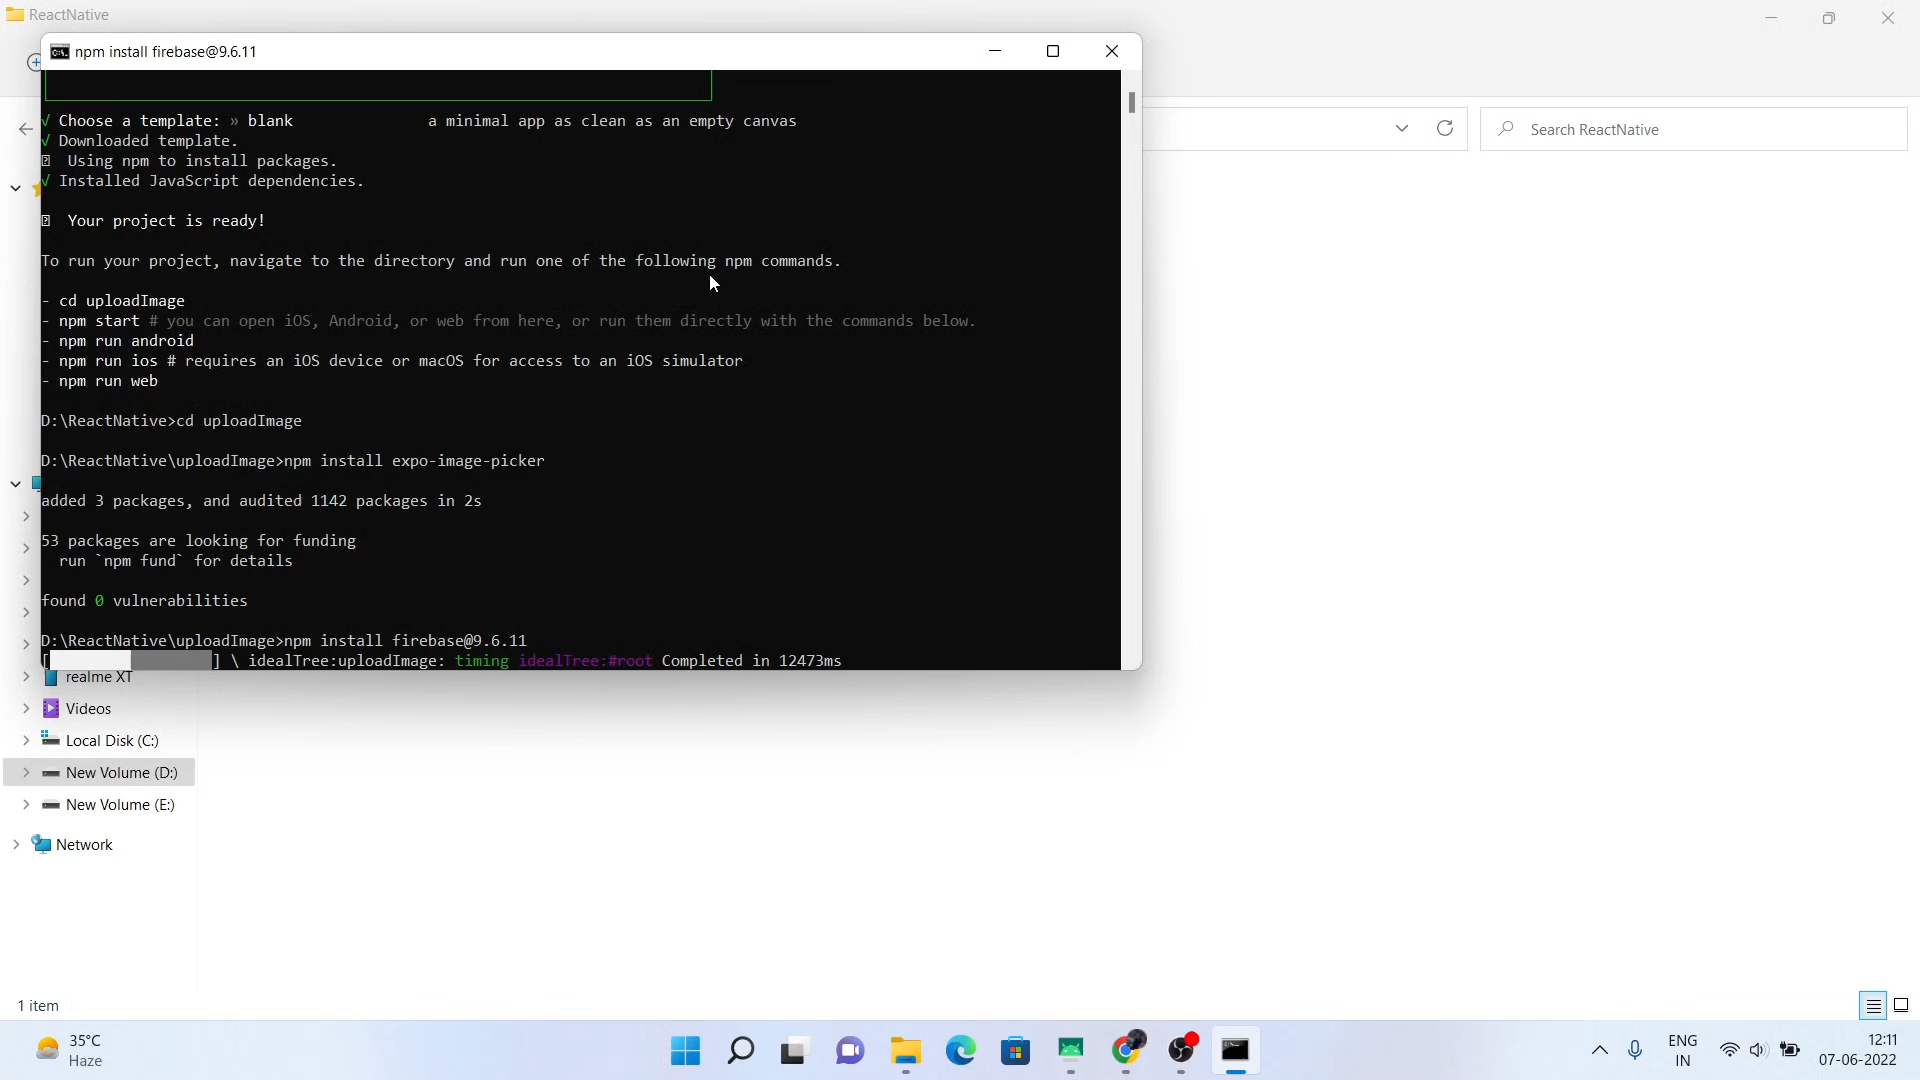 ReactNative
npm install firebase@9.6.11
√ Choose a template: » blank a minimal app as clean as an empty canvas
√ Downloaded template.
Using npm to install packages.
√ Installed JavaScript dependencies.
Your project is ready!
To run your project, navigate to the directory and run one of the following npm commands.
- cd uploadImage
- npm start # you can open iOS, Android, or web from here, or run them directly with the commands below.
- npm run android
- npm run ios # requires an iOS device or macOS for access to an iOS simulator
- npm run web
D:\ReactNative>cd uploadImage
D:\ReactNative\uploadImage>npm install expo-image-picker
added 3 packages, and audited 1142 packages in 2s
53 packages are looking for funding
run `npm fund` for details
found 0 vulnerabilities
D:\ReactNative\uploadImage>npm install firebase@9.6.11
[ ] \ idealTree:uploadImage: timing idealTree:#root Completed in 12473ms
Search ReactNative
realme XT
Videos
Local Disk (C:)
New Volume (D:)
New Volume (E:)
Network
1 item
35°C
Haze
ENG
IN
12:11
07-06-2022